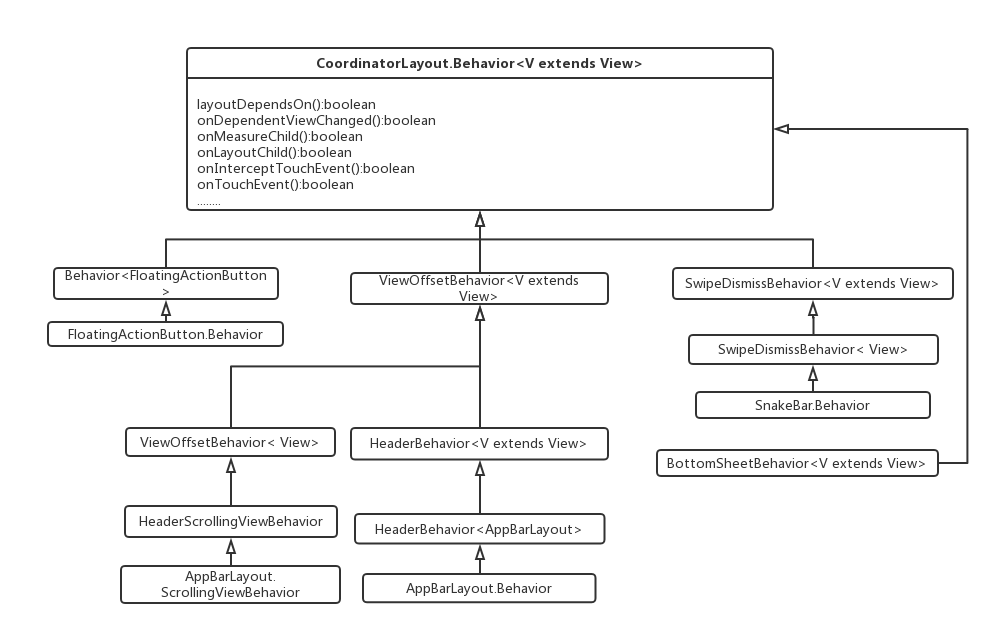 CoordinatorLayout.Behavior<V extends View>
layoutDependsOn():boolean
onDependentViewChanged():boolean
onMeasureChild():boolean
onLayoutChild():boolean
onInterceptTouchEvent():boolean
onTouchEvent():boolean
........
Behavior<FloatingActionButton
>
ViewOffsetBehavior<V extends
View>
SwipeDismissBehavior<V extends View>
FloatingActionButton.Behavior
SwipeDismissBehavior< View>
SnakeBar.Behavior
ViewOffsetBehavior< View>
HeaderBehavior<V extends View>
BottomSheetBehavior<V extends View>
HeaderScrollingViewBehavior
HeaderBehavior<AppBarLayout>
AppBarLayout.
ScrollingViewBehavior
AppBarLayout.Behavior